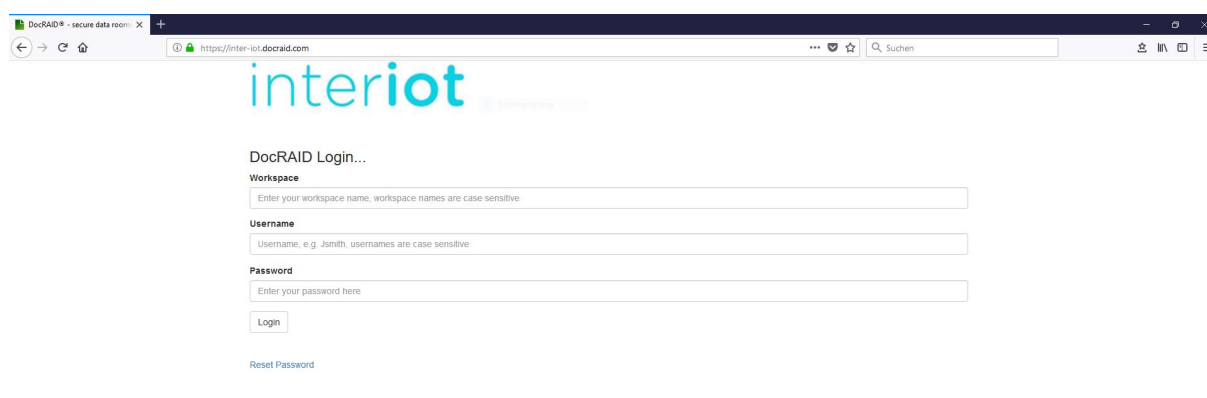 DocRAID® - secure data room
https://inter-iot.docraid.com
Suchen
interiot
DocRAID Login...
Workspace
Enter your workspace name, workspace names are case sensitive
Username
Username, e.g. Jsmith, usernames are case sensitive
Password
Enter your password here
Login
Reset Password